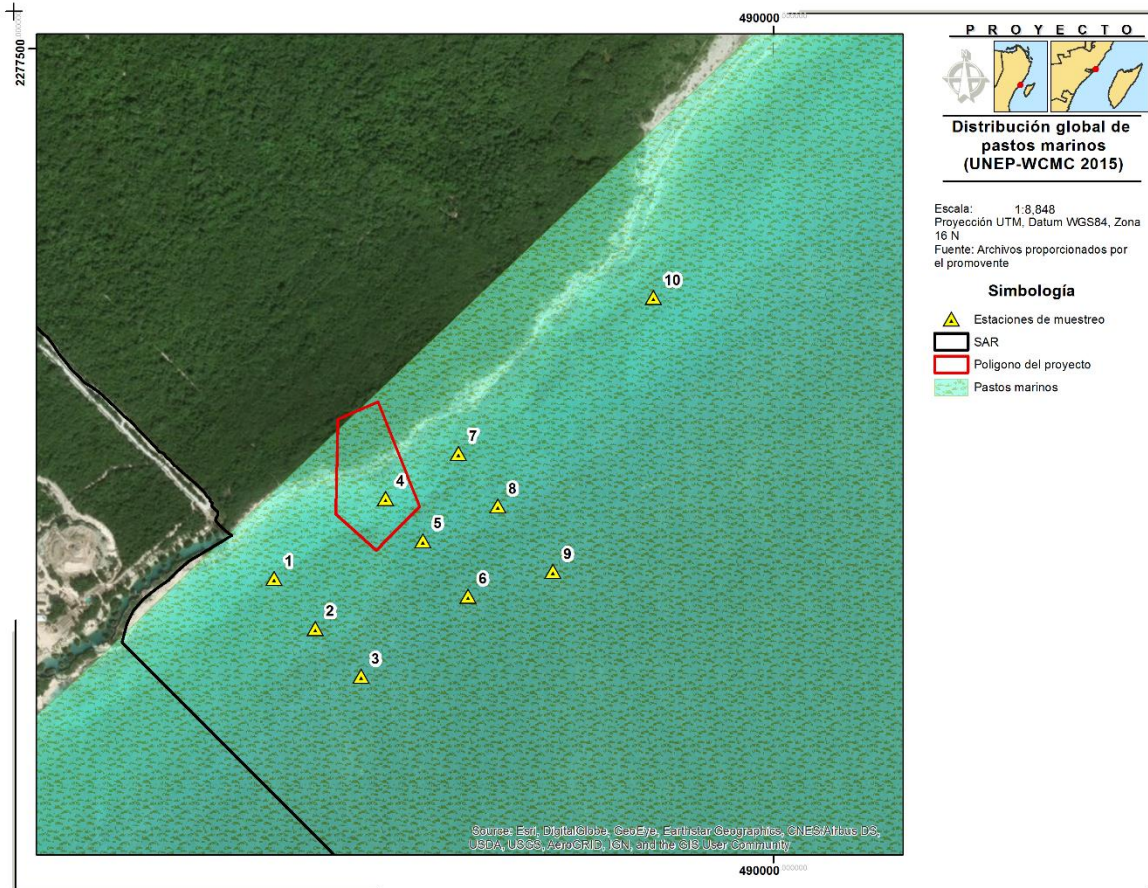 490000
2277500
P R O Y E C T O
Distribución global de
pastos marinos
(UNEP-WCMC 2015)
Escala: 1:8,848
Proyección UTM, Datum WGS84, Zona
16 N
Fuente: Archivos proporcionados por
el promovente
Simbología
Estaciones de muestreo
SAR
Poligono del proyecto
Pastos marinos
10
7
4
8
5
9
1
6
2
3
Source: Esri, DigitalGlobe, GeoEye, Earthstar Geographics, CNES/Airbus DS,
USDA, USGS, AeroGRID, IGN, and the GIS User Community
490000